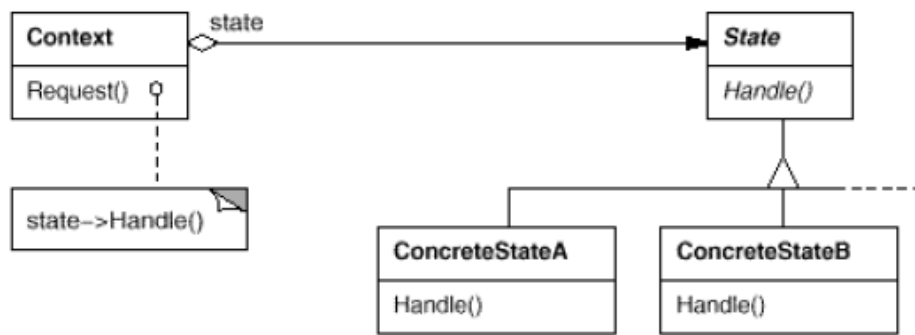 state
Context
State
Request()
Handle()
state->Handle()
ConcreteStateA
ConcreteStateB
Handle()
Handle()